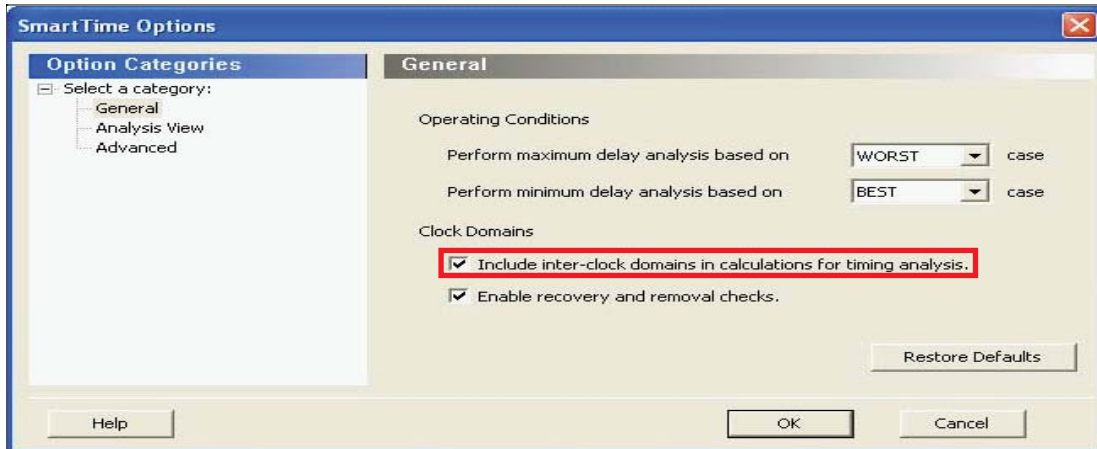 SmartTime Options
Option Categories
Select a category:
General
Analysis View
Advanced
General
Operating Conditions
Perform maximum delay analysis based on WORST case
Perform minimum delay analysis based on BEST case
Clock Domains
Include inter-clock domains in calculations for timing analysis.
Enable recovery and removal checks.
Restore Defaults
Help OK Cancel